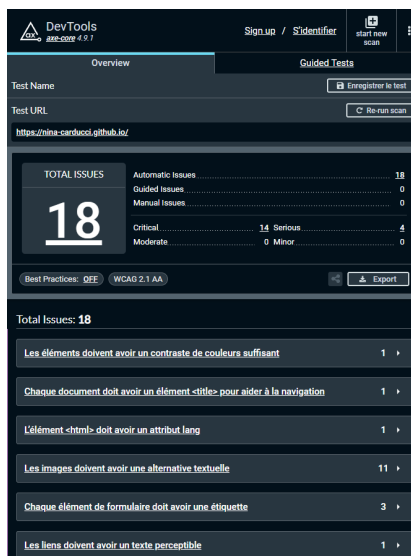 DevTools
axe-core 4.9.1
Sign up / S'identifier
start new scan
Overview
Guided Tests
Test Name
Enregistrer le test
Test URL
Re-run scan
https://nina-carducci.github.io/
TOTAL ISSUES
18
Automatic Issues 18
Guided Issues 0
Manual Issues 0
Critical 14 Serious 4
Moderate 0 Minor 0
Best Practices: OFF
WCAG 2.1 AA
Export
Total Issues: 18
Les éléments doivent avoir un contraste de couleurs suffisant 1
Chaque document doit avoir un élément <title> pour aider à la navigation 1
L'élément <html> doit avoir un attribut lang 1
Les images doivent avoir une alternative textuelle 11
Chaque élément de formulaire doit avoir une étiquette 3
Les liens doivent avoir un texte perceptible 1